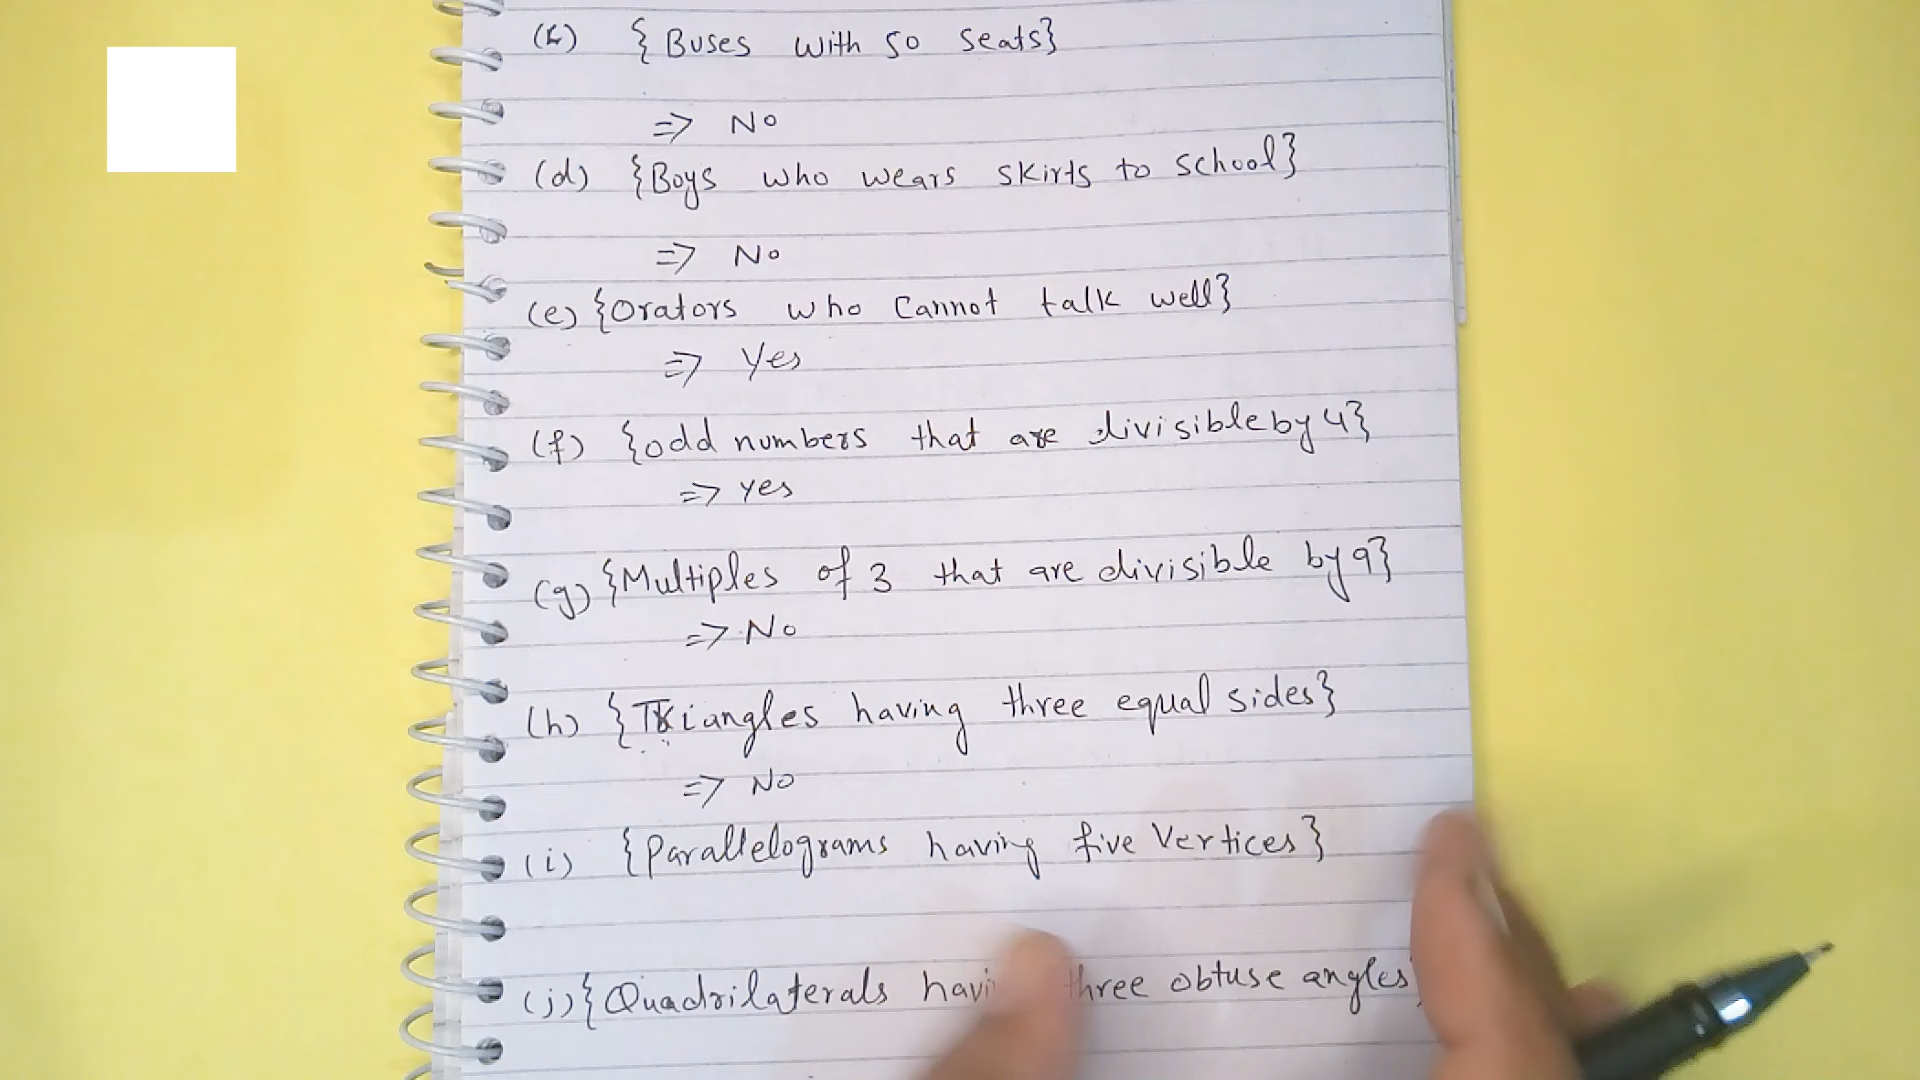 {Buses with 50 seats}
=> No
(d) {Boys who wears skirts to school}
=> No
(e) {Orators who cannot talk well}
=> Yes
(f) {odd numbers that are divisible by 4}
=> yes
(g) {Multiples of 3 that are divisible by 9}
=> No
(h) {Triangles having three equal sides}
=> No
(i) {parallelograms having five vertices}
(j) {Quadrilaterals three obtuse angles